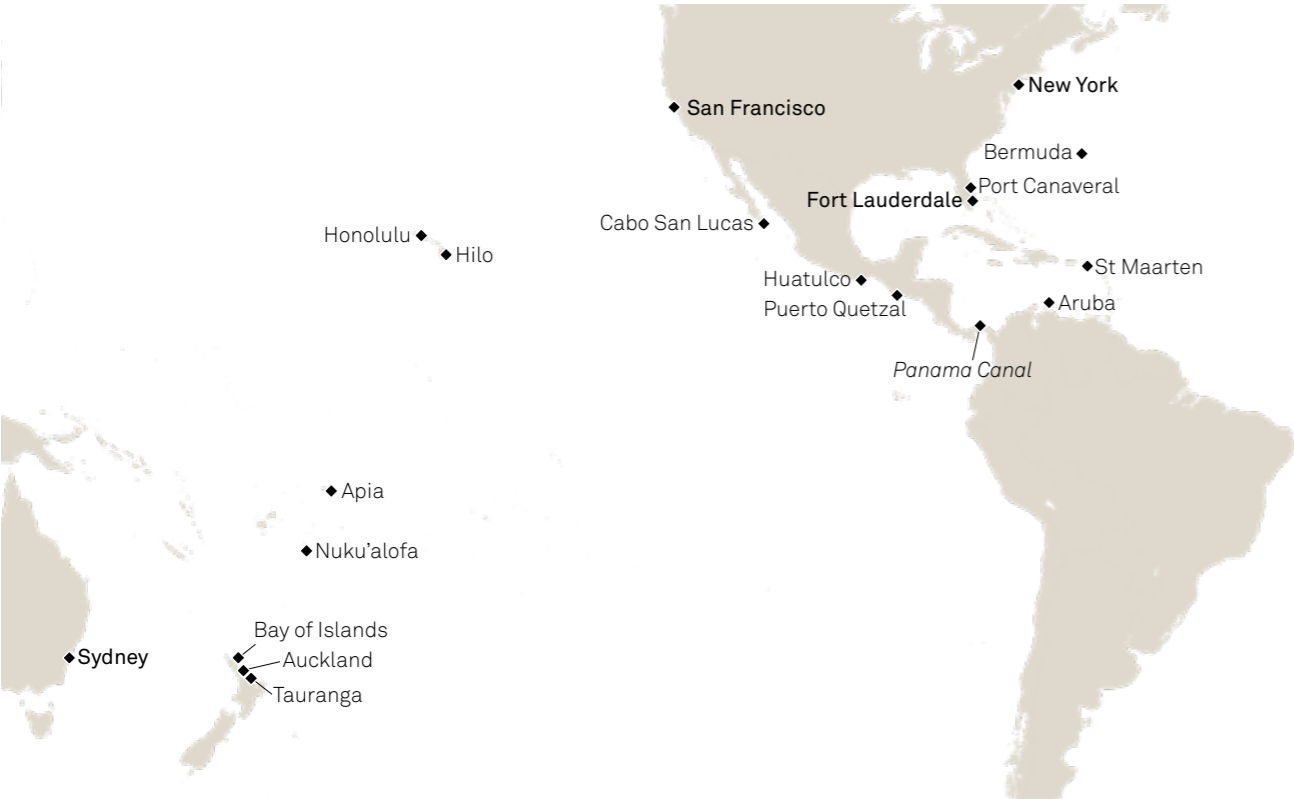 New York
San Francisco
Bermuda
Port Canaveral
Fort Lauderdale
Cabo San Lucas
Honolulu
Hilo
St Maarten
Huatulco
Aruba
Puerto Quetzal
Panama Canal
Apia
Nuku’alofa
Bay of Islands
Sydney
Auckland
Tauranga